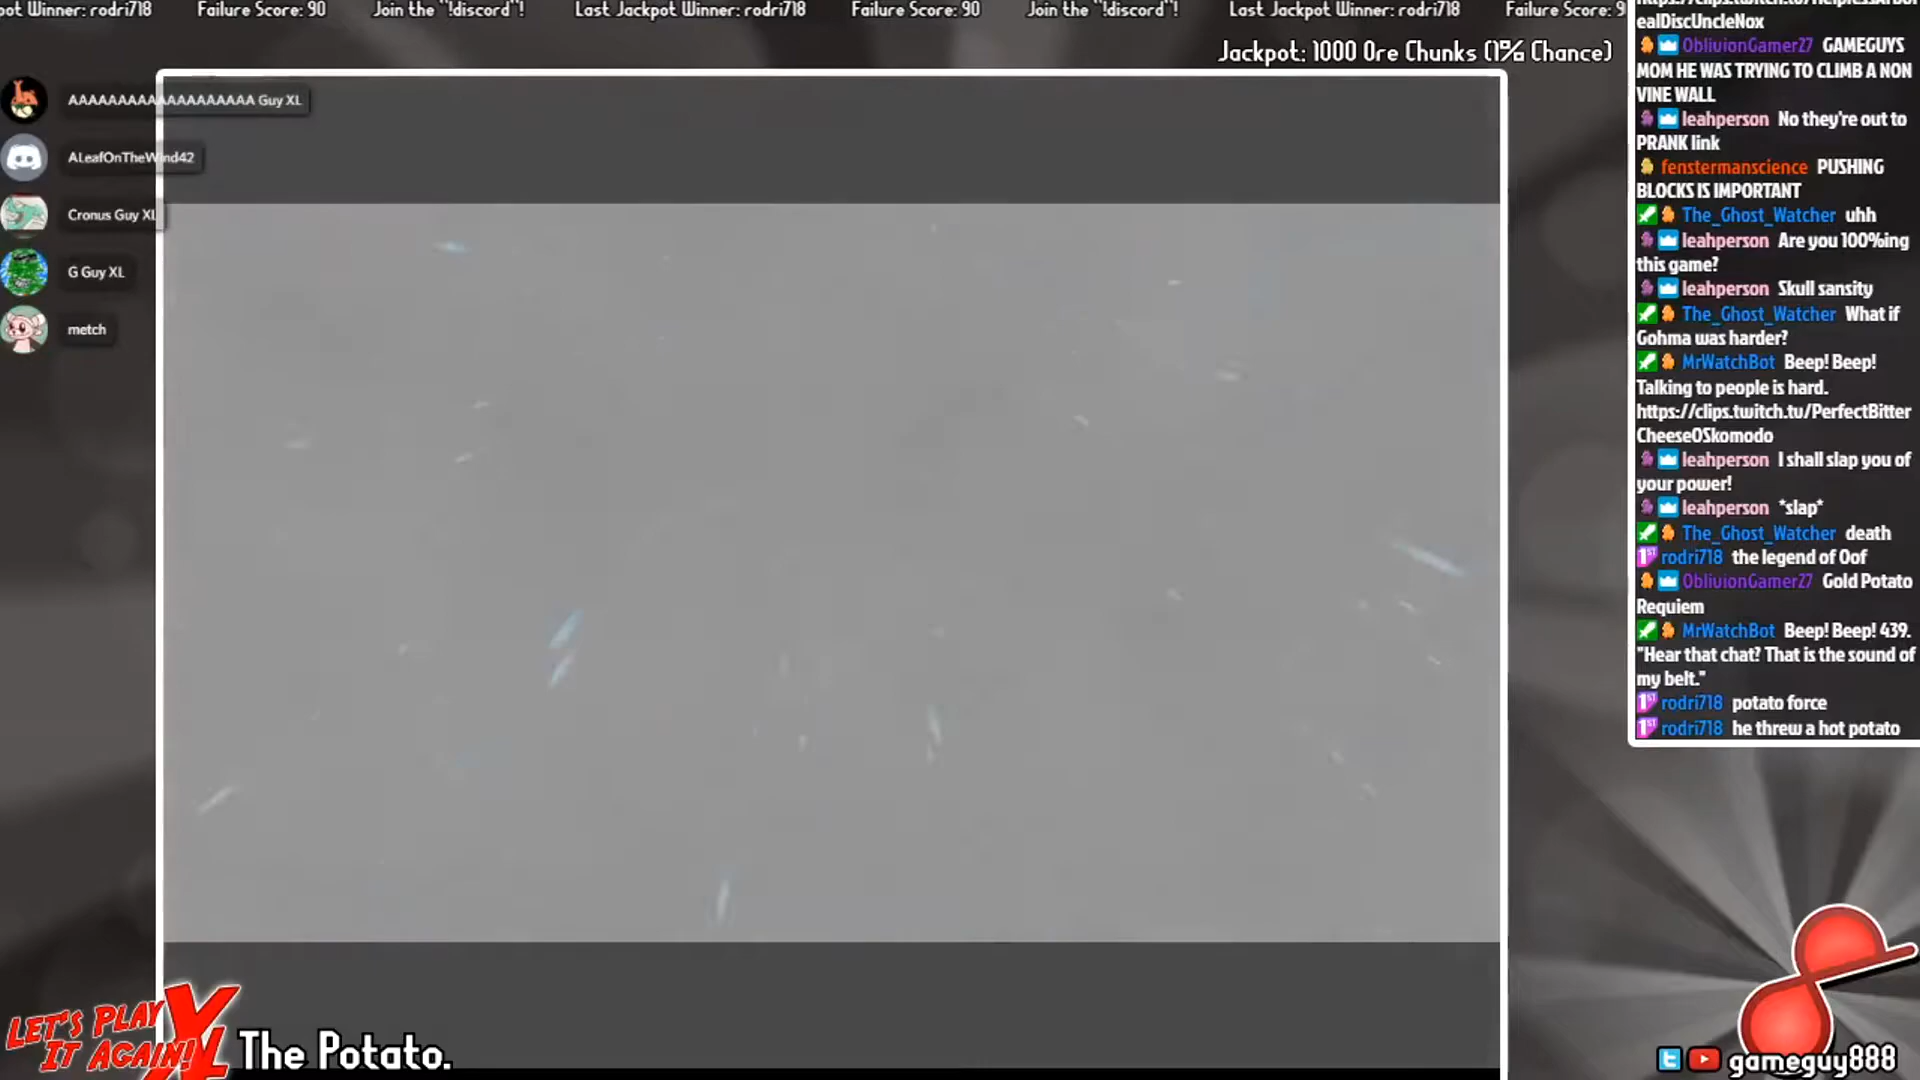 ot Winner: rodri718 Failure Score: 90 Join the "!discord"! Last Jackpot Winner: rodri718 Failure Score: 90 Join the "!discord"! Last Jackpot Winner: rodri718 Failure Score: 9
Jackpot: 1000 Ore Chunks (1% Chance)
AAAAAAAAAAAAAAAAAAA Guy XL
ALeafOnTheWind42
Cronus Guy XL
G Guy XL
metch
ealDiscUncleNox
OblivionGamer27 GAMEGUYS
MOM HE WAS TRYING TO CLIMB A NON
VINE WALL
leahperson No they're out to
PRANK link
fenstermanscience PUSHING
BLOCKS IS IMPORTANT
The_Ghost_Watcher uhh
leahperson Are you 100%ing
this game?
leahperson Skull sansity
The_Ghost_Watcher What if
Gohma was harder?
MrWatchBot Beep! Beep!
Talking to people is hard.
https://clips.twitch.tv/PerfectBitter
CheeseOSkomodo
leahperson I shall slap you of
your power!
leahperson *slap*
The_Ghost_Watcher death
rodri718 the legend of Oof
OblivionGamer27 Gold Potato
Requiem
MrWatchBot Beep! Beep! 439.
"Hear that chat? That is the sound of
my belt."
rodri718 potato force
rodri718 he threw a hot potato
LET'S PLAY
IT AGAIN! XL
The Potato.
gameguy888